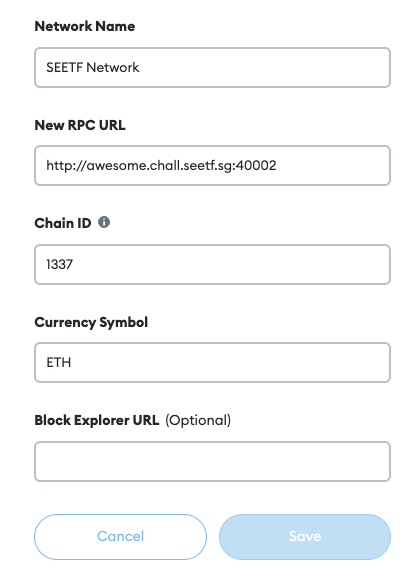 Network Name
SEETF Network
New RPC URL
http://awesome.chall.seetf.sg:40002
Chain ID
1337
Currency Symbol
ETH
Block Explorer URL (Optional)
Cancel Save